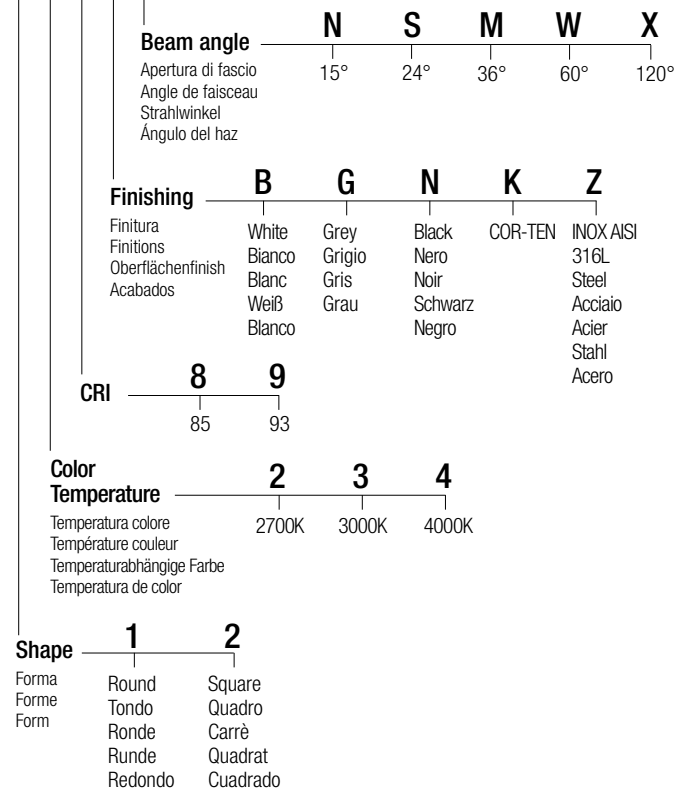 N S M W X
Beam angle
15° 24° 36° 60° 120°
Apertura di fascio
Angle de faisceau
Strahlwinkel
Ángulo del haz
B G N K Z
Finishing
Finitura
Finitions
Oberflächenfinish
Acabados
White Grey Black COR-TEN INOX AISI
Bianco Grigio Nero 316L
Blanc Gris Noir Steel
Weiß Grau Schwarz Acciaio
Blanco Negro Acier
Stahl
Acero
8 9
CRI
85 93
Color
Temperature
2 3 4
2700K 3000K 4000K
Temperatura colore
Température couleur
Temperaturabhängige Farbe
Temperatura de color
1 2
Shape
Forma
Forme
Form
Round Square
Tondo Quadro
Ronde Carrè
Runde Quadrat
Redondo Cuadrado